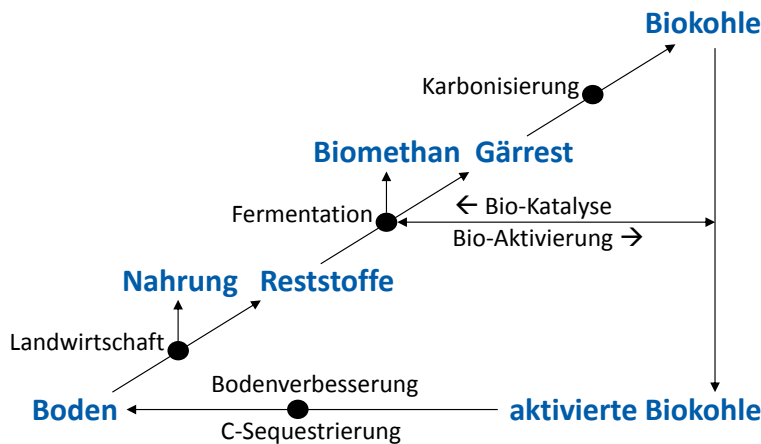 Biokohle
Karbonisierung
Biomethan Gärrest
Fermentation
← Bio-Katalyse
Bio-Aktivierung →
Nahrung Reststoffe
Landwirtschaft
Bodenverbesserung
Boden
aktivierte Biokohle
C-Sequestrierung